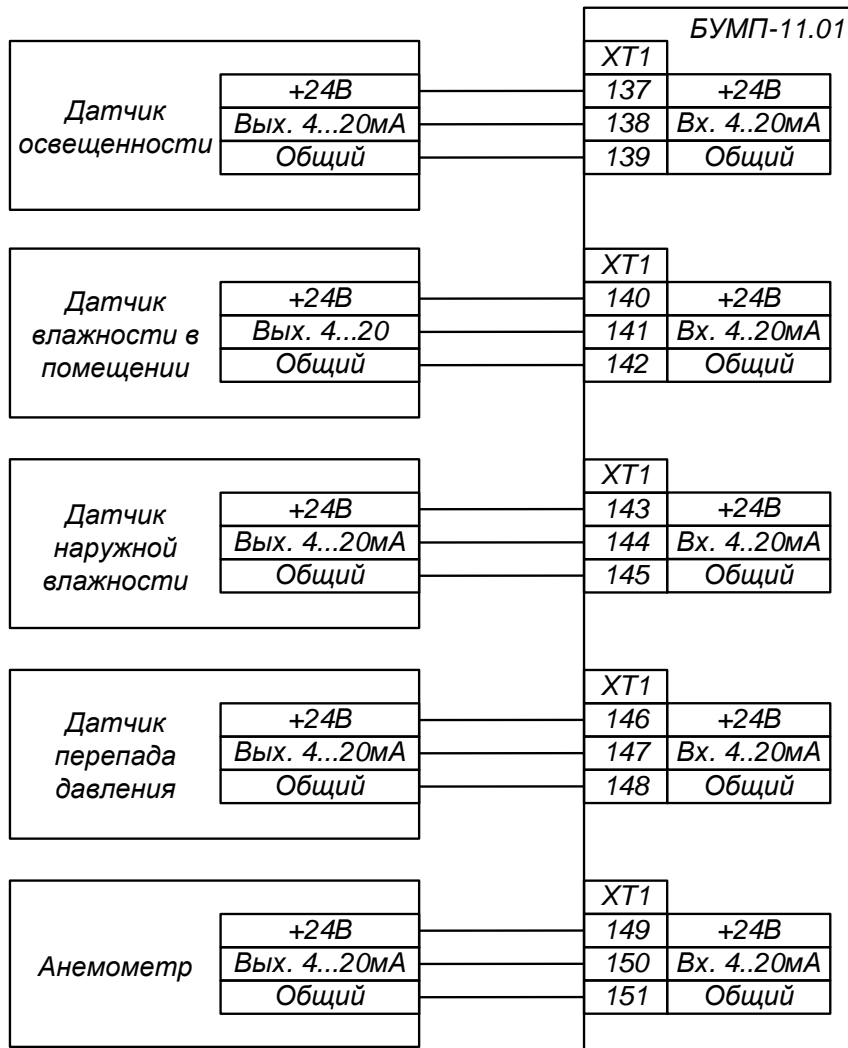 БУМП-11.01
Датчик
освещенности
+24В
Вых. 4...20мА
Общий
XT1
137 +24В
138 Вх. 4..20мА
139 Общий
Датчик
влажности в
помещении
+24В
Вых. 4...20
Общий
XT1
140 +24В
141 Вх. 4..20мА
142 Общий
Датчик
наружной
влажности
+24В
Вых. 4...20мА
Общий
XT1
143 +24В
144 Вх. 4..20мА
145 Общий
Датчик
перепада
давления
+24В
Вых. 4...20мА
Общий
XT1
146 +24В
147 Вх. 4..20мА
148 Общий
Анемометр
+24В
Вых. 4...20мА
Общий
XT1
149 +24В
150 Вх. 4..20мА
151 Общий